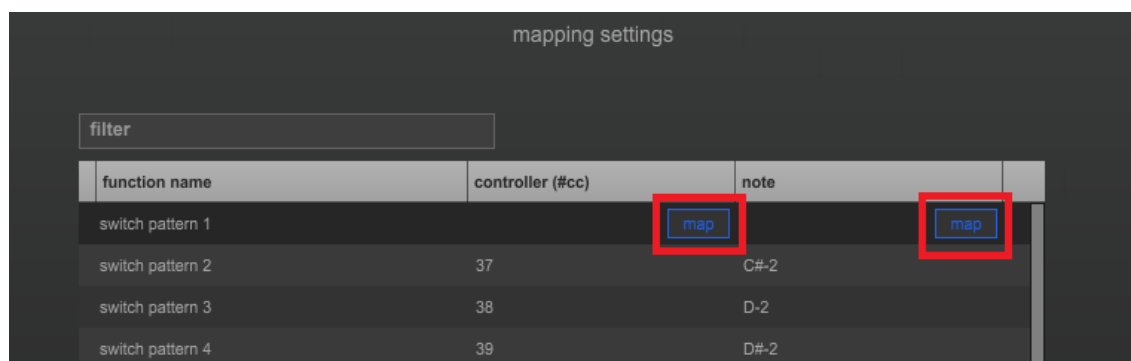 mapping settings
filter
function name controller (#cc) note
switch pattern 1 map map
switch pattern 2 37 C#-2
switch pattern 3 38 D-2
switch pattern 4 39 D#-2